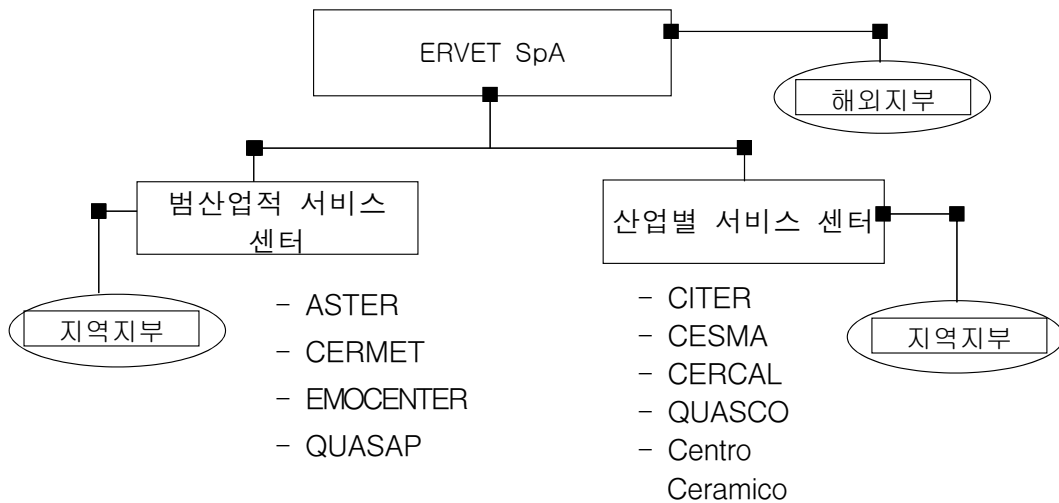 ERVET SpA
해외지부
범산업적 서비스
센터
산업별 서비스 센터
지역지부
지역지부
- ASTER
- CERMET
- EMOCENTER
- QUASAP
- CITER
- CESMA
- CERCAL
- QUASCO
- Centro
Ceramico